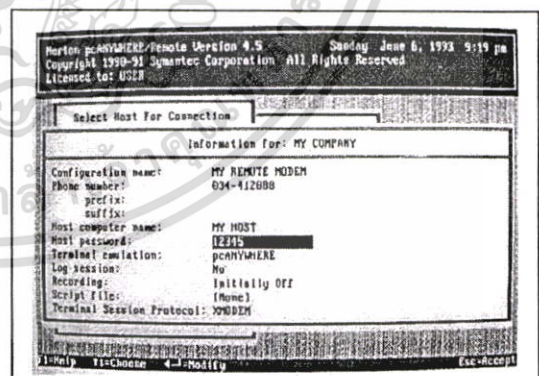 Norton pcANYWHERE/Remote Version 4.5 Sunday June 6, 1993 9:19 pm
Copyright 1990-91 Symantec Corporation All Rights Reserved
Licensed to: USER
Select Host For Connection
Information for: MY COMPANY
Configuration name: MY REMOTE MODEM
Phone number: 034-412888
prefix:
suffix:
Host computer name: MY HOST
Host password: 12345
Terminal emulation: pcANYWHERE
Log session: No
Recording: Initially Off
Script file: [None]
Terminal Session Protocol: XMODEM
F1=Help ↑↓=Choose ←┘=Modify Esc=Accept